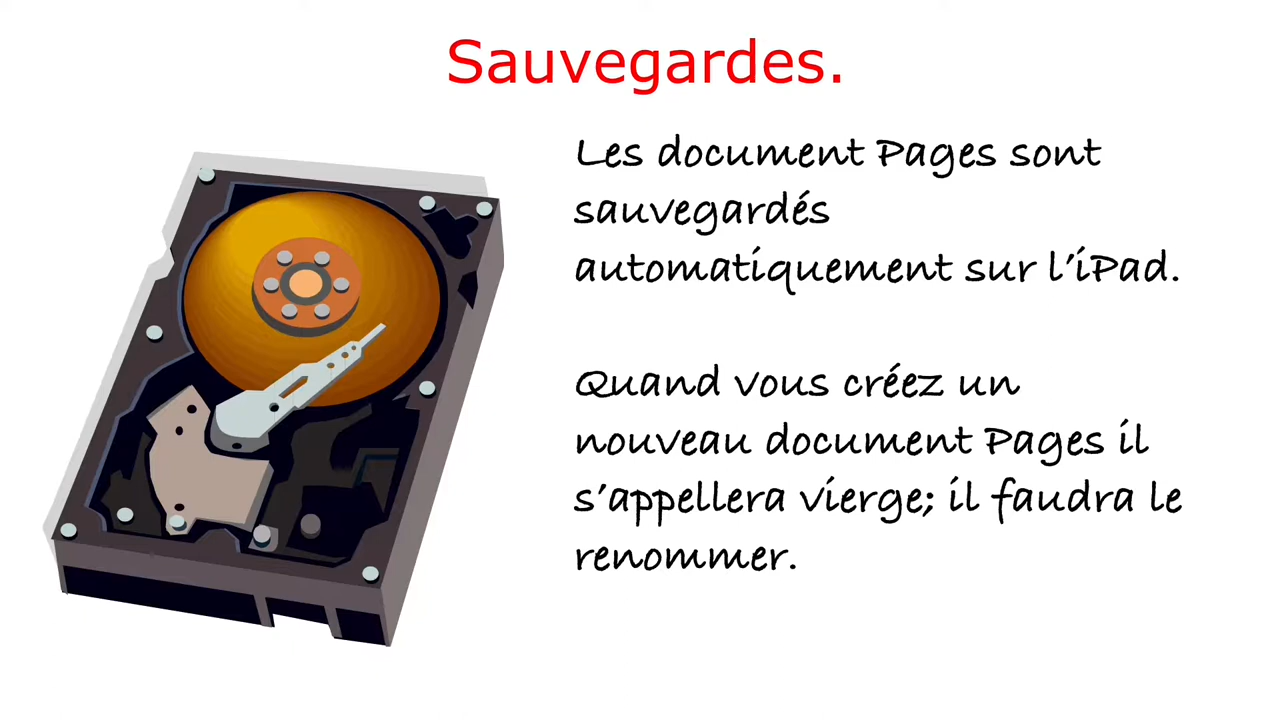 Sauvegardes.
Les document Pages sont
sauvegardés
automatiquement sur l'iPad.
Quand vous créez un
nouveau document Pages il
s'appellera vierge; il faudra le
renommer.